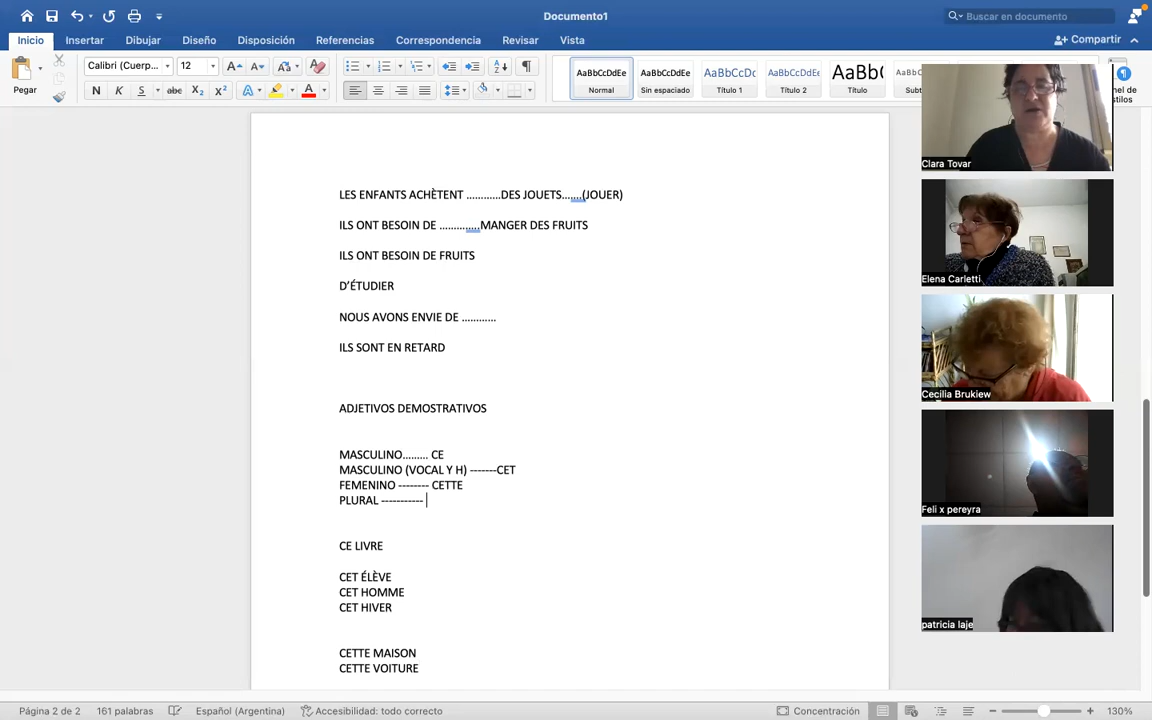 Documento1
Buscar en documento
Inicio Insertar Dibujar Diseño Disposición Referencias Correspondencia Revisar Vista
Compartir
Pegar
Calibri (Cuerp... 12
N K S abc X₂ X² A A
AaBbCcDdEe AaBbCcDdEe AaBbCcDc AaBbCcDdEe AaBbC
Normal Sin espaciado Título 1 Título 2 Título
LES ENFANTS ACHÈTENT ............DES JOUETS.......(JOUER)
ILS ONT BESOIN DE ..............MANGER DES FRUITS
ILS ONT BESOIN DE FRUITS
D'ÉTUDIER
NOUS AVONS ENVIE DE ............
ILS SONT EN RETARD
ADJETIVOS DEMOSTRATIVOS
MASCULINO......... CE
MASCULINO (VOCAL Y H) -------CET
FEMENINO -------- CETTE
PLURAL -----------
CE LIVRE
CET ÉLÈVE
CET HOMME
CET HIVER
CETTE MAISON
CETTE VOITURE
Clara Tovar
Elena Carletti
Cecilia Brukiew
Feli x pereyra
patricia laje
Página 2 de 2 161 palabras Español (Argentina) Accesibilidad: todo correcto Concentración 130%